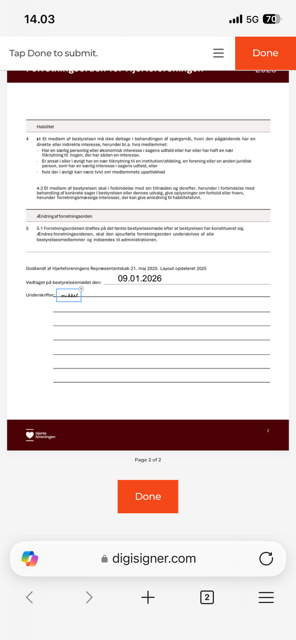 14.03
5G 70
Tap Done to submit.
Done
Forretningsorden for Hjerteforeningen 2025
Habilitet
4 4.1 Et medlem af bestyrelsen må ikke deltage i behandlingen af spørgsmål, hvori den pågældende har en
direkte eller indirekte interesse, herunder bl.a. hvis medlemmet:
- Har en særlig personlig eller økonomisk interesse i sagens udfald eller har eller har haft en nær
tilknytning til nogen, der har sådan en interesse.
- Er ansat i eller i øvrigt har en nær tilknytning til en institution/afdeling, en forening eller en anden juridisk
person, som har en særlig interesse i sagens udfald, eller
- hvis der i øvrigt kan være tvivl om medlemmets upartiskhed
4.2 Et medlem af bestyrelsen skal i forbindelse med sin tiltræden og derefter, herunder i forbindelse med
behandling af konkrete sager i bestyrelsen eller dennes udvalg, give oplysninger om forhold eller hverv,
herunder forretningsmæssige interesser, der kan give anledning til habilitetstvivl.
Ændring af forretningsorden
5 5.1 Forretningsordenen drøftes på det første bestyrelsesmøde efter at bestyrelsen har konstitueret sig.
Ændres forretningsordenen, skal den ajourførte forretningsorden underskrives af alle
bestyrelsesmedlemmer og indsendes til administrationen.
Godkendt af Hjerteforeningens Repræsentantskab 21. maj 2025. Layout opdateret 2025
Vedtaget på bestyrelsesmødet den: 09.01.2026
Underskrifter:
Hjerte
foreningen
2
Page 2 of 2
Done
digisigner.com
2